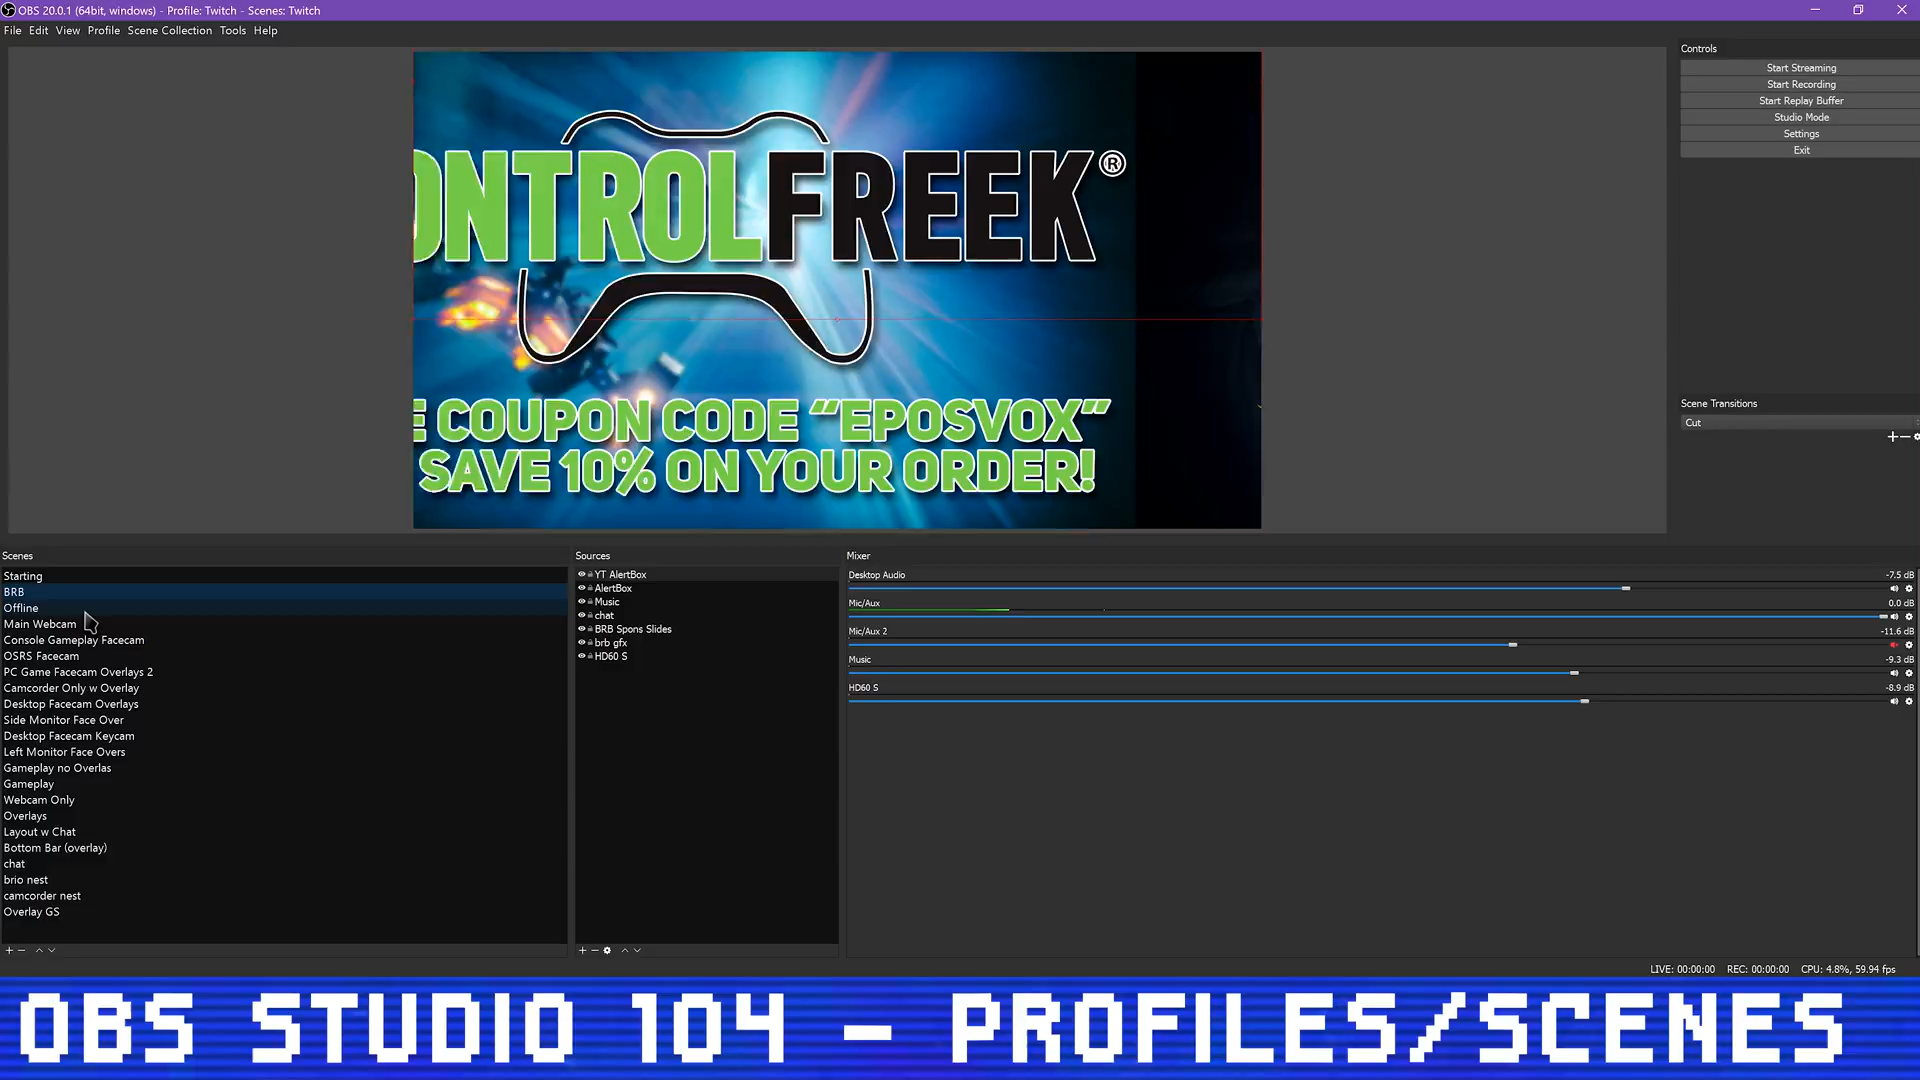 OBS 20.0.1 (64bit, windows) - Profile: Twitch - Scenes: Twitch
File Edit View Profile Scene Collection Tools Help
ONTROLFREEK®
E COUPON CODE “EPOSVOX”
SAVE 10% ON YOUR ORDER!
Controls
Start Streaming
Start Recording
Start Replay Buffer
Studio Mode
Settings
Exit
Scene Transitions
Cut
Scenes
Starting
BRB
Offline
Main Webcam
Console Gameplay Facecam
OSRS Facecam
PC Game Facecam Overlays 2
Camcorder Only w Overlay
Desktop Facecam Overlays
Side Monitor Face Over
Desktop Facecam Keycam
Left Monitor Face Overs
Gameplay no Overlas
Gameplay
Webcam Only
Overlays
Layout w Chat
Bottom Bar (overlay)
chat
brio nest
camcorder nest
Overlay GS
Sources
YT AlertBox
AlertBox
Music
chat
BRB Spons Slides
brb gfx
HD60 S
Mixer
Desktop Audio -7.5 dB
Mic/Aux 0.0 dB
Mic/Aux 2 -11.6 dB
Music -9.3 dB
HD60 S -8.9 dB
LIVE: 00:00:00 REC: 00:00:00 CPU: 4.8%, 59.94 fps
OBS STUDIO 104 - PROFILES/SCENES